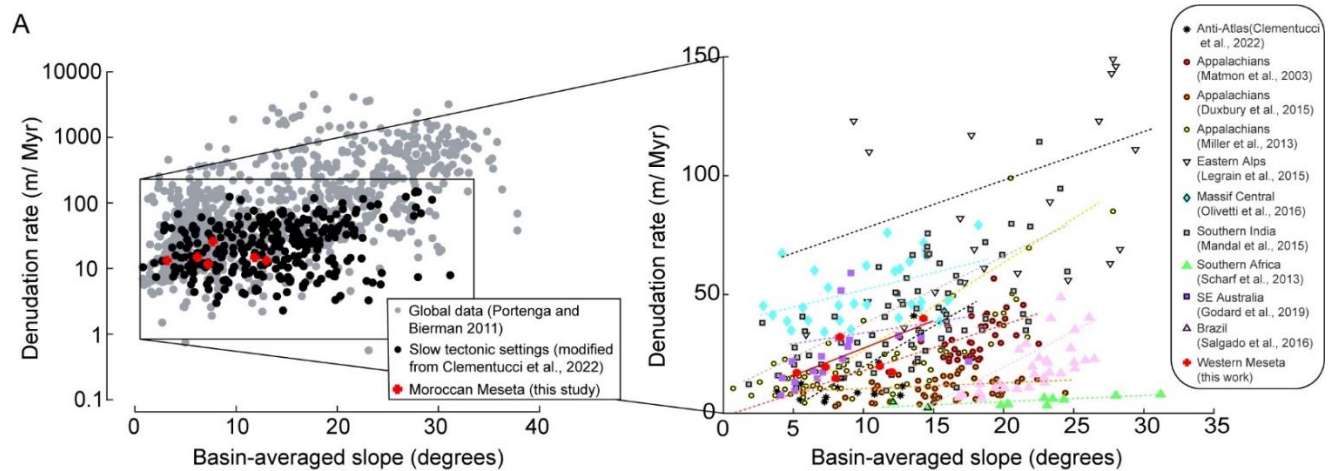 A
Denudation rate (m/ Myr)
10000
1000
100
10
1
0.1
0
10
20
30
40
Basin-averaged slope (degrees)
Global data (Portenga and
Bierman 2011)
Slow tectonic settings (modified
from Clementucci et al., 2022)
Moroccan Meseta (this study)
Denudation rate (m/ Myr)
150
100
50
0
0
5
10
15
20
25
30
35
Basin-averaged slope (degrees)
Anti-Atlas(Clementucci
et al., 2022)
Appalachians
(Matmon et al., 2003)
Appalachians
(Duxbury et al., 2015)
Appalachians
(Miller et al., 2013)
Eastern Alps
(Legrain et al., 2015)
Massif Central
(Olivetti et al., 2016)
Southern India
(Mandal et al., 2015)
Southern Africa
(Scharf et al., 2013)
SE Australia
(Godard et al., 2019)
Brazil
(Salgado et al., 2016)
Western Meseta
(this work)